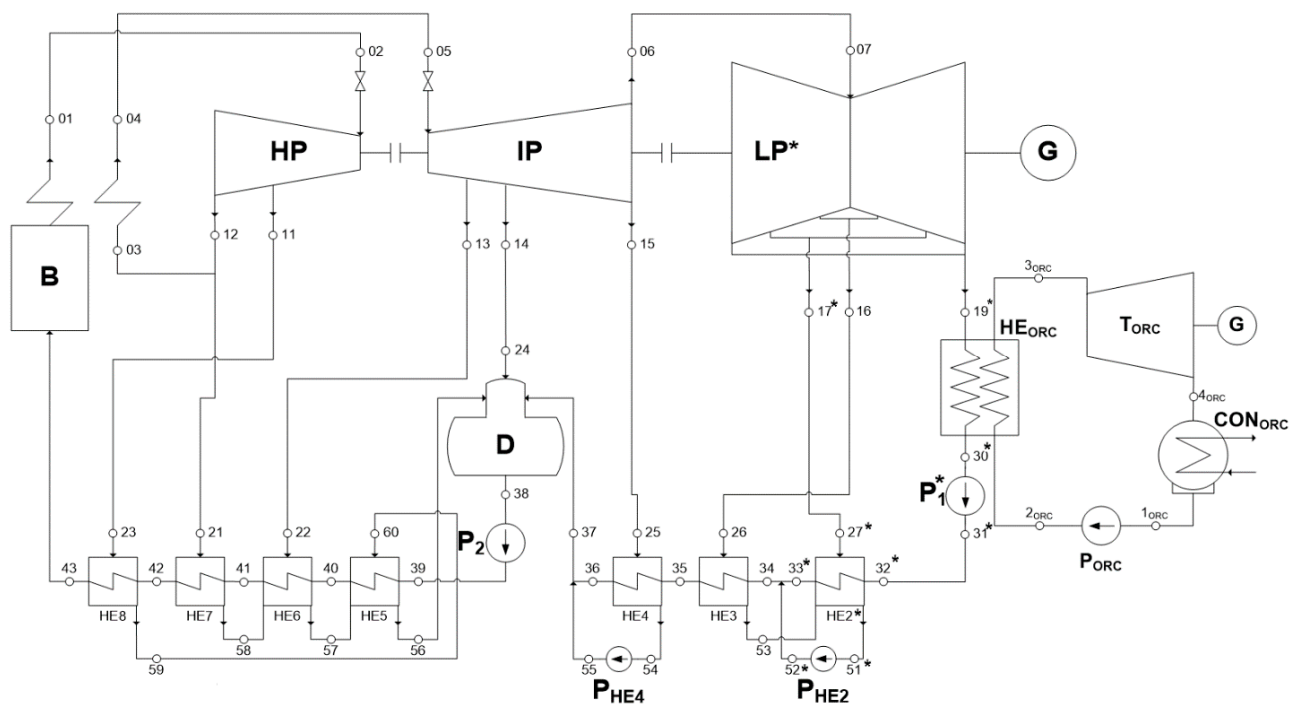 02 05 06 07
01 04
HP IP LP* G
12 11 13 14 15
03
B
3ORC
17* 16 19*
HEORC TORC G
24
4ORC
CONORC
D
30*
P1*
38
2ORC 1ORC
23 21 22 60 P2 37 25 26 27* 31*
PORC
43 42 41 40 39 36 35 34 33* 32*
HE8 HE7 HE6 HE5 HE4 HE3 HE2*
58 57 56 53
59 55 54 52* 51*
PHE4 PHE2